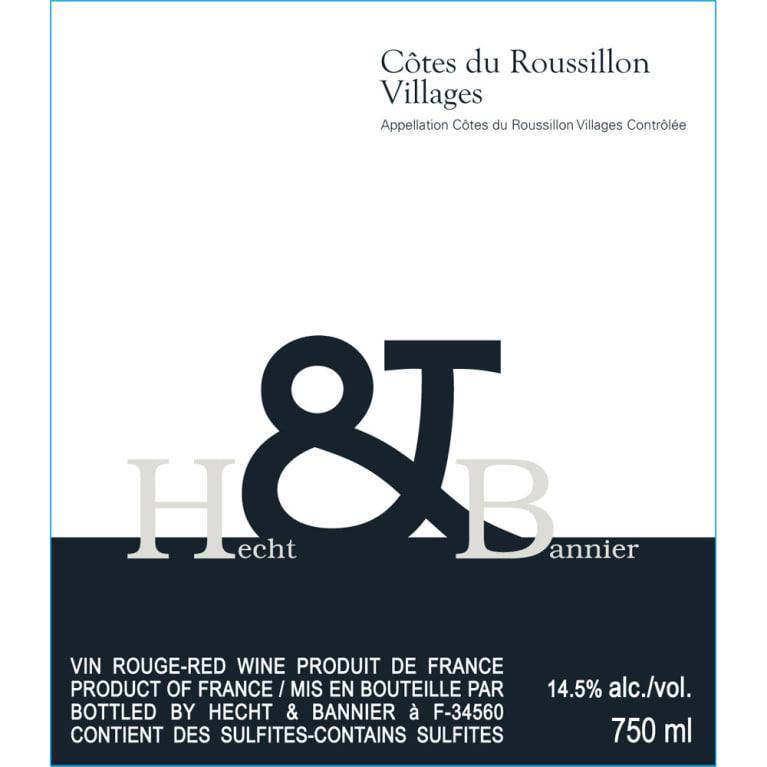 Côtes du Roussillon
Villages
Appellation Côtes du Roussillon Villages Contrôlée
&
Hecht Bannier
VIN ROUGE-RED WINE PRODUIT DE FRANCE
PRODUCT OF FRANCE / MIS EN BOUTEILLE PAR
BOTTLED BY HECHT & BANNIER à F-34560
CONTIENT DES SULFITES-CONTAINS SULFITES
14.5% alc./vol.
750 ml